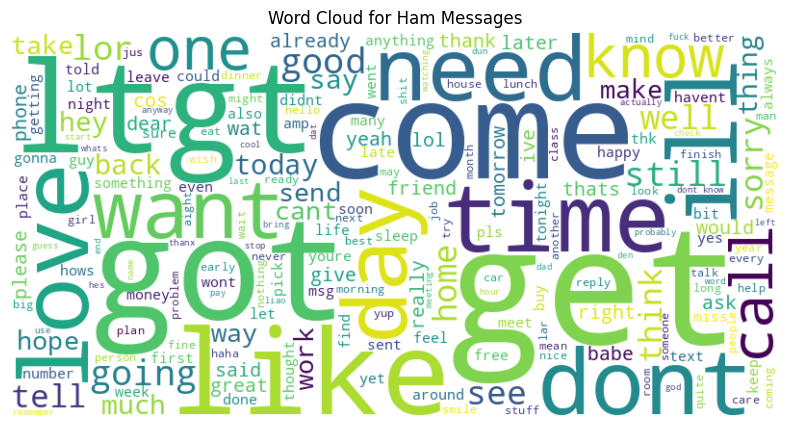 Word Cloud for Ham Messages
take lor one already anything thank later know mind fuck better
jus told leave could dinner good need went shit dun house lunch make actually always
phone getting lot night cos might didnt say many matching havent thing man
ltgt come ill
hey dear sure wat also hello amp yeah lol class thk well check
gonna guy anyway eat dat late happy finish sorry message
start whats back wish cool today may month ive tomorrow still
place something even last ready send friend thats look dont know
love want cant soon job time
girl aight bring wait life next try tonight another pls bit probably would left
please hows end thanx stop never best sleep yes year
got day home get call
hes guess name early nothing youre morning really dad den car reply talk word every
big money problem wont pick give msg hour buy think ask long help
use plan pay liao let yup meeting meet lar right miss people
hope fine haha way find sent feel free mean nice babe text someone
number person first said work thought yet around room god keep coming
tell going week great like see dont quite care
remember much done smile stuff